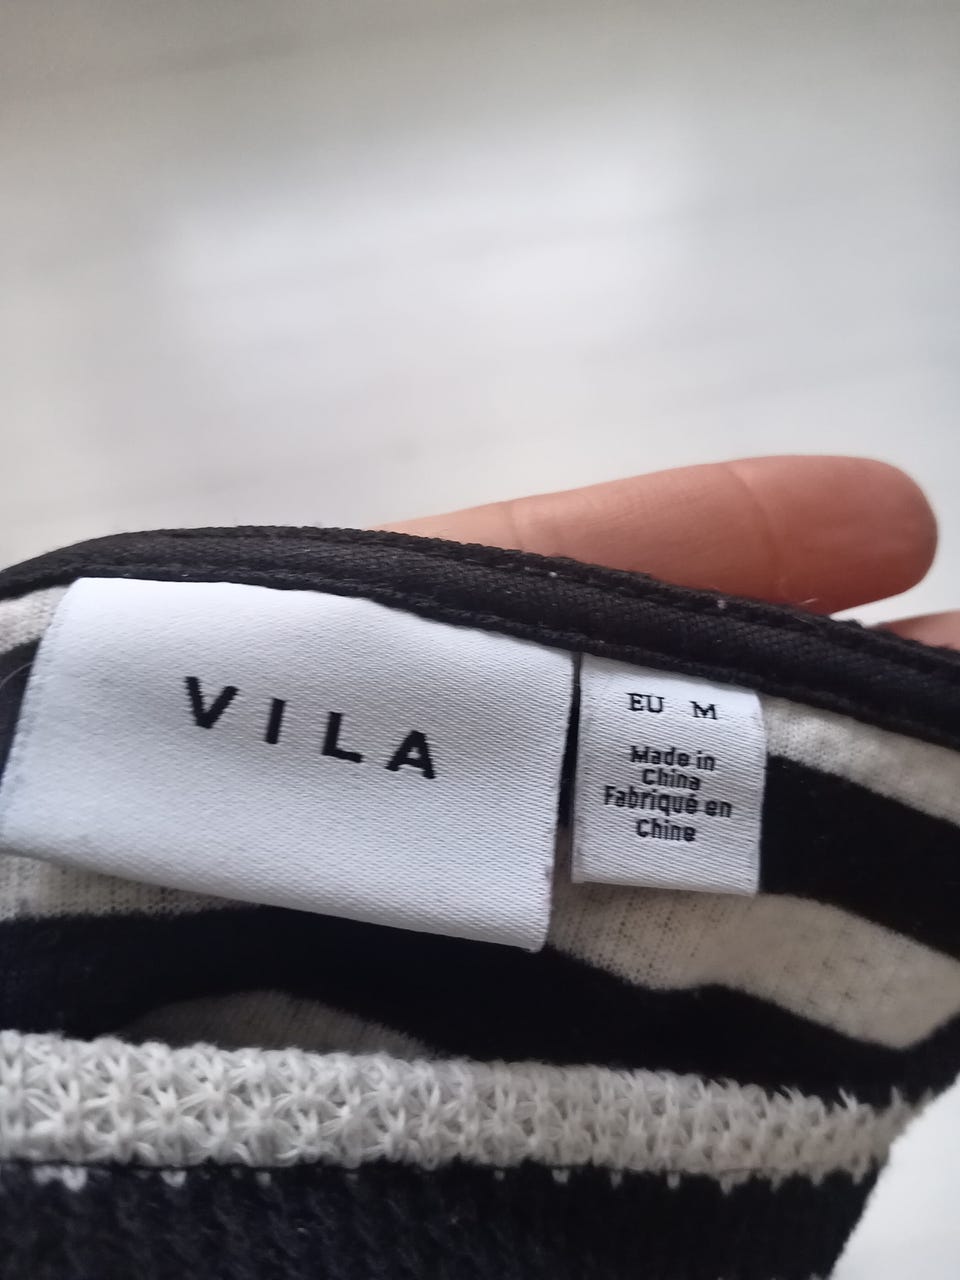 VILA
EU M
Made in
China
Fabriqué en
Chine